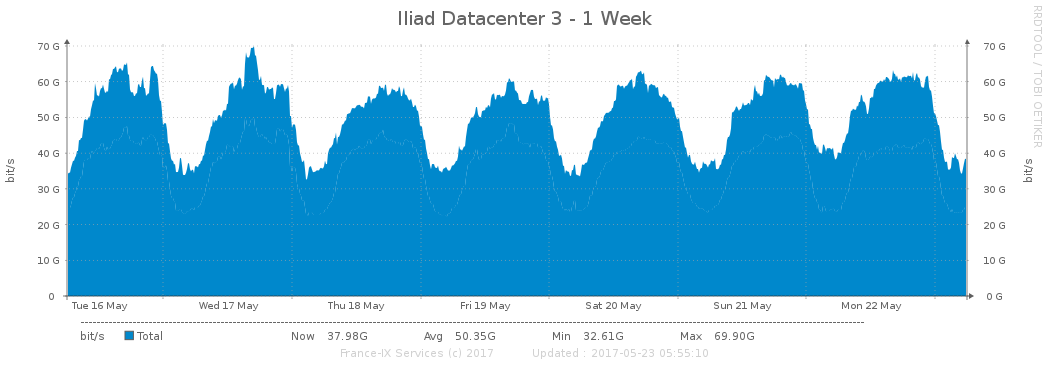 Iliad Datacenter 3 - 1 Week
RRDTOOL / TOBI OETIKER
bit/s
70 G 70 G
60 G 60 G
50 G 50 G
40 G 40 G
30 G 30 G
20 G 20 G
10 G 10 G
0 0 G
bit/s
Tue 16 May Wed 17 May Thu 18 May Fri 19 May Sat 20 May Sun 21 May Mon 22 May
bit/s Total Now 37.98G Avg 50.35G Min 32.61G Max 69.90G
France-IX Services (c) 2017 Updated : 2017-05-23 05:55:10